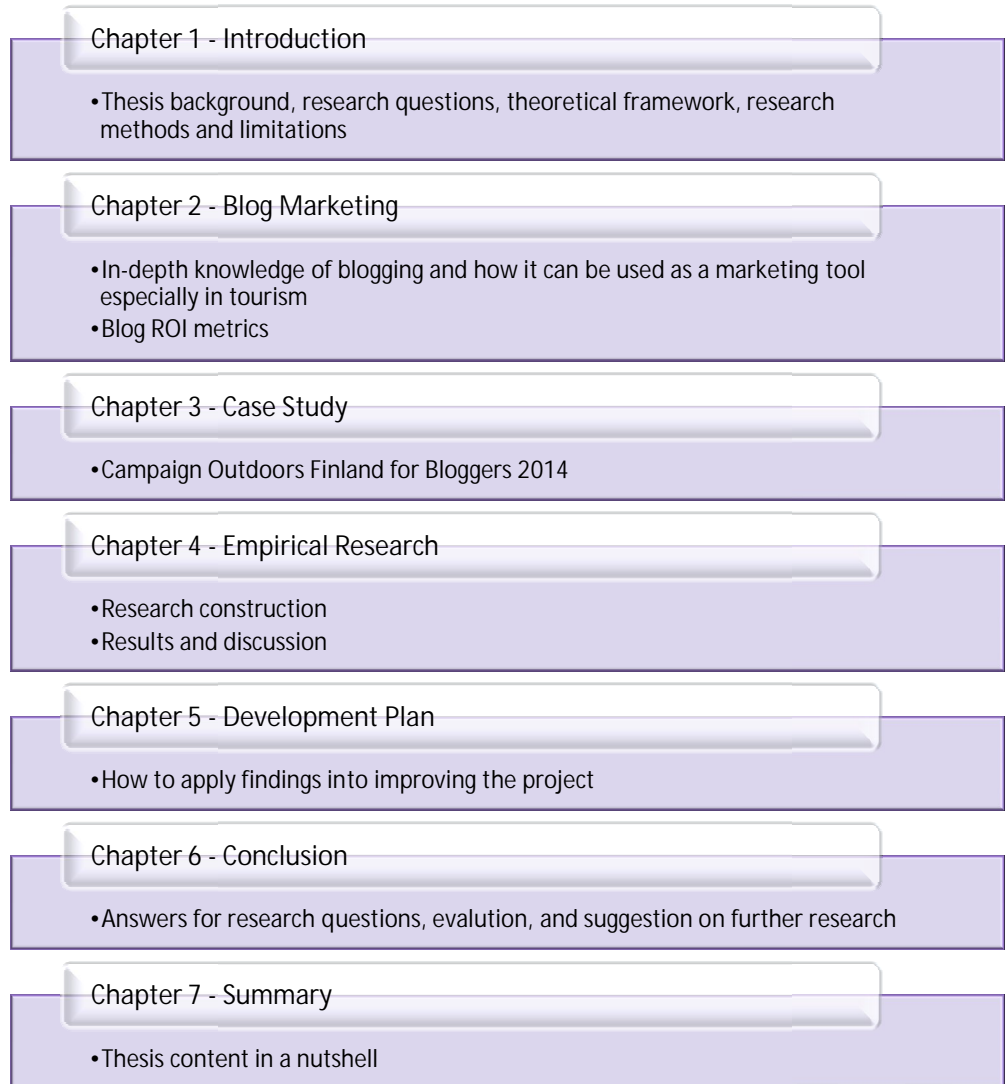 Chapter 1 - Introduction
•Thesis background, research questions, theoretical framework, research
methods and limitations
Chapter 2 - Blog Marketing
•In-depth knowledge of blogging and how it can be used as a marketing tool
especially in tourism
•Blog ROI metrics
Chapter 3 - Case Study
•Campaign Outdoors Finland for Bloggers 2014
Chapter 4 - Empirical Research
•Research construction
•Results and discussion
Chapter 5 - Development Plan
•How to apply findings into improving the project
Chapter 6 - Conclusion
•Answers for research questions, evalution, and suggestion on further research
Chapter 7 - Summary
•Thesis content in a nutshell